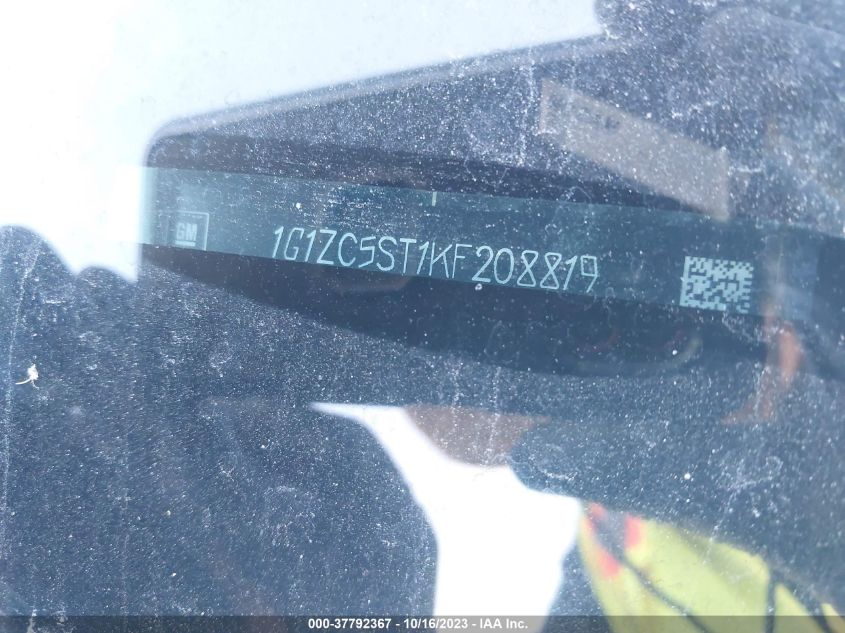 GM
1G1ZC5ST1KF208819
000-37792367 - 10/16/2023 - IAA Inc.